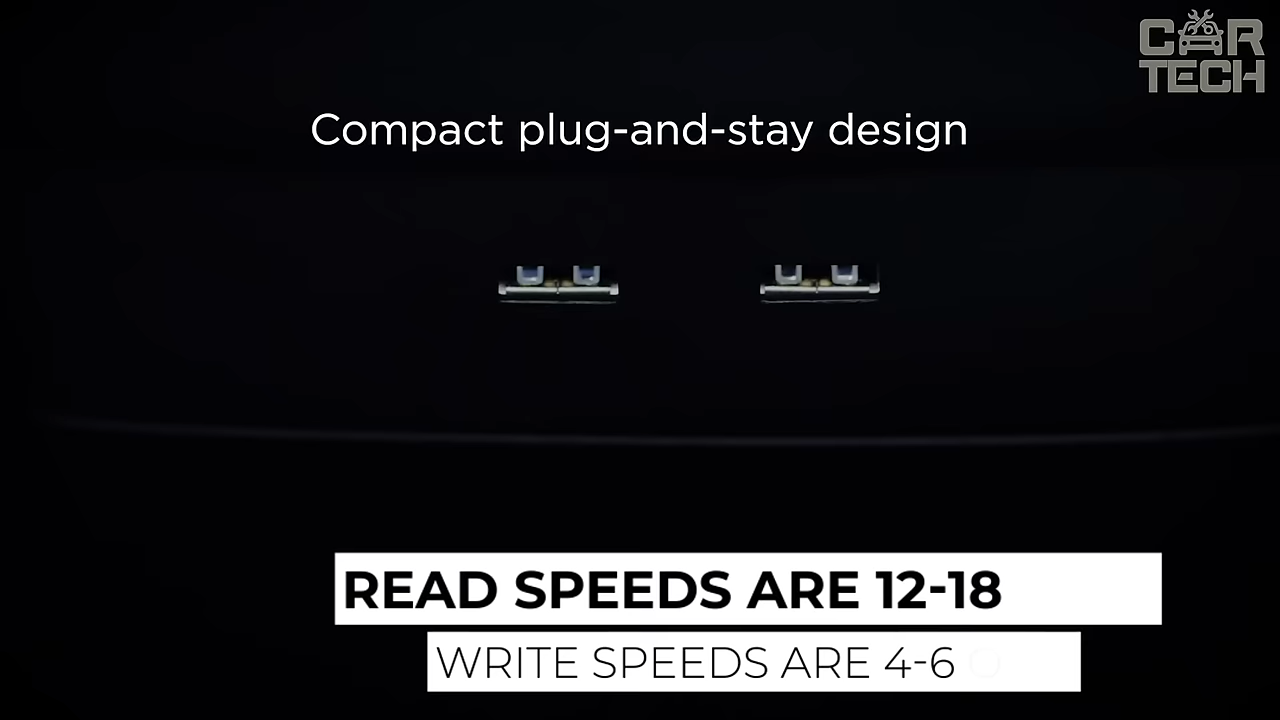 CAR
TECH
Compact plug-and-stay design
READ SPEEDS ARE 12-18
WRITE SPEEDS ARE 4-6